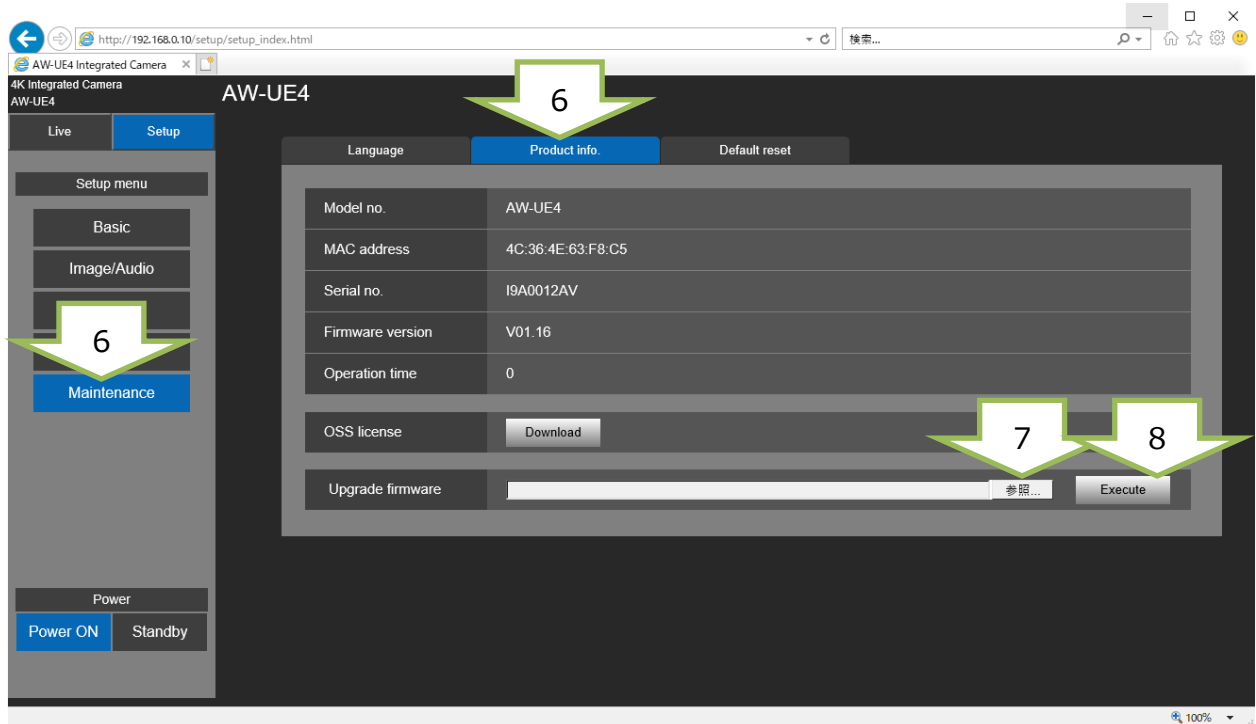 http://192.168.0.10/setup/setup_index.html
検索...
AW-UE4 Integrated Camera
4K Integrated Camera
AW-UE4
AW-UE4
6
Live
Setup
Language
Product info.
Default reset
Setup menu
Basic
Image/Audio
6
Maintenance
Model no.
AW-UE4
MAC address
4C:36:4E:63:F8:C5
Serial no.
I9A0012AV
Firmware version
V01.16
Operation time
0
OSS license
Download
7
8
Upgrade firmware
参照...
Execute
Power
Power ON
Standby
100%